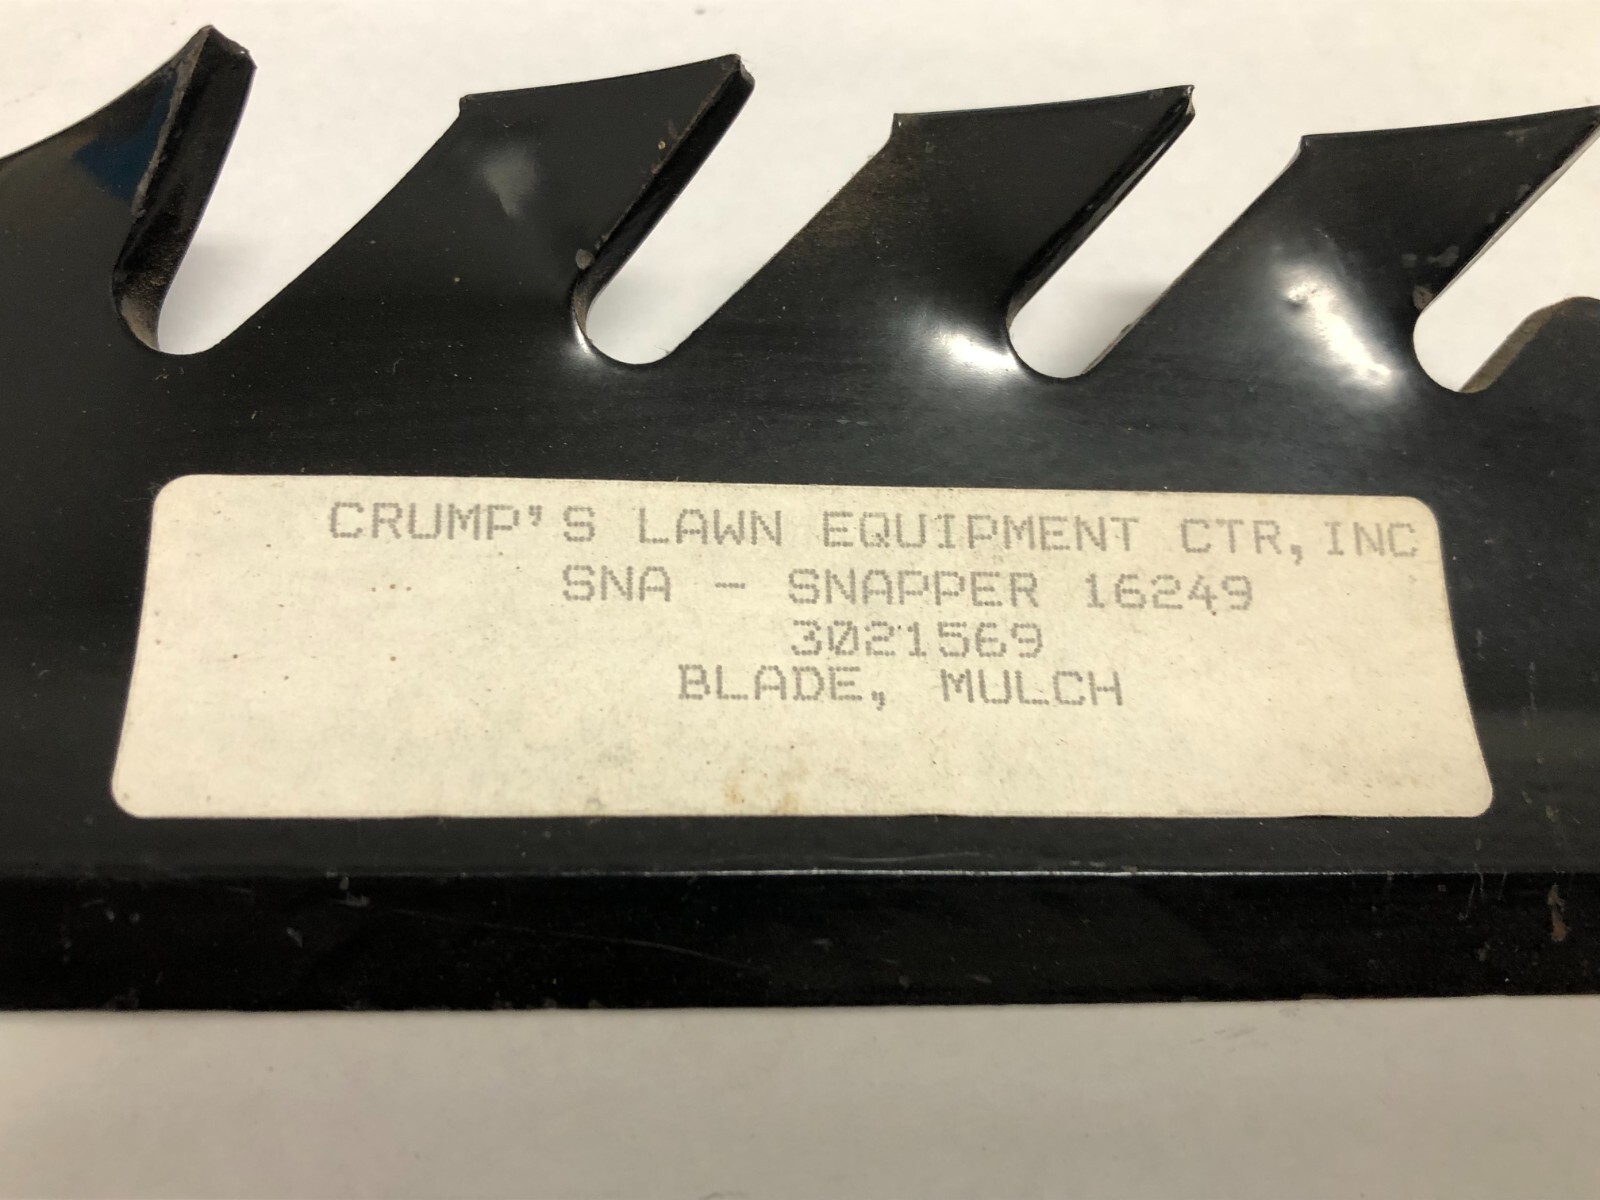 CRUMP'S LAWN EQUIPMENT CTR, INC
SNA - SNAPPER 16249
3021569
BLADE, MULCH